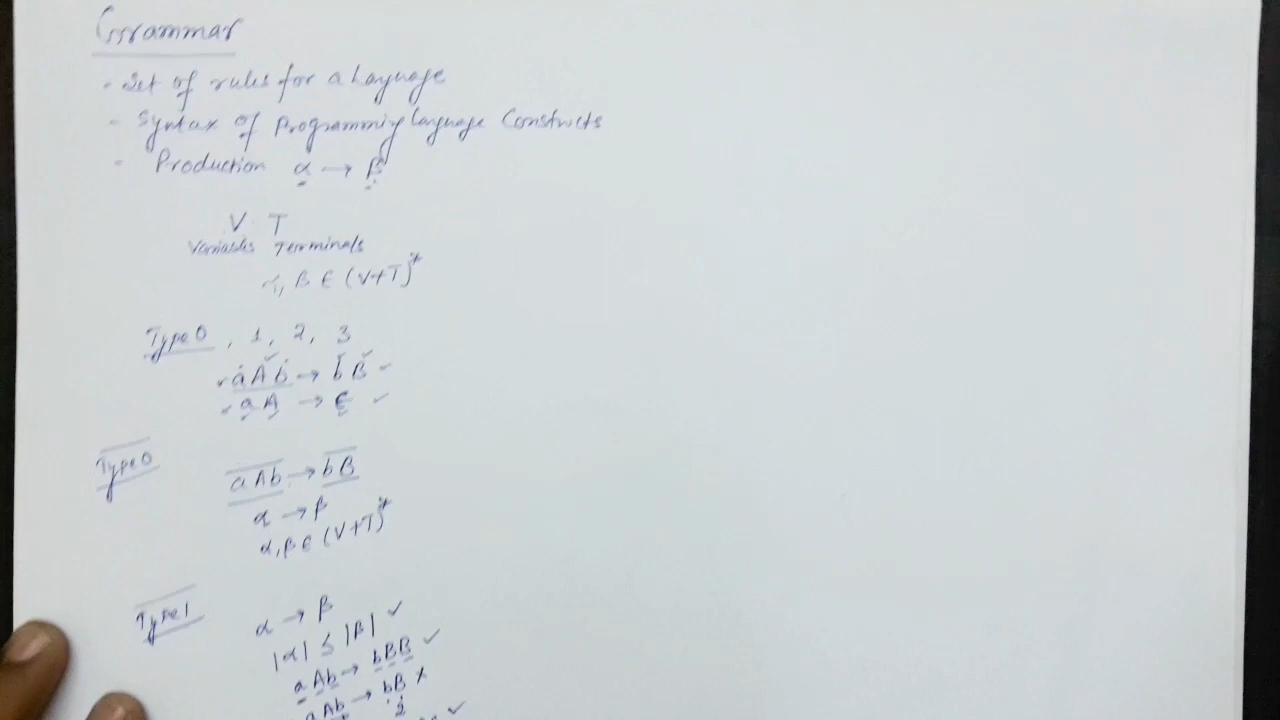 Grammar
- Set of rules for a Language
- Syntax of Programming Language Constructs
- Production α → β
V T
Variables Terminals
α, β ∈ (V+T)*
Type 0, 1, 2, 3
✓ aAb → bB ✓
✓ aA → ϵ ✓
Type 0 aAb → bB
α → β
α, β ∈ (V+T)*
Type 1 α → β
|α| ≤ |β| ✓
aAb → bBB ✓
aAb → bB ✗
2